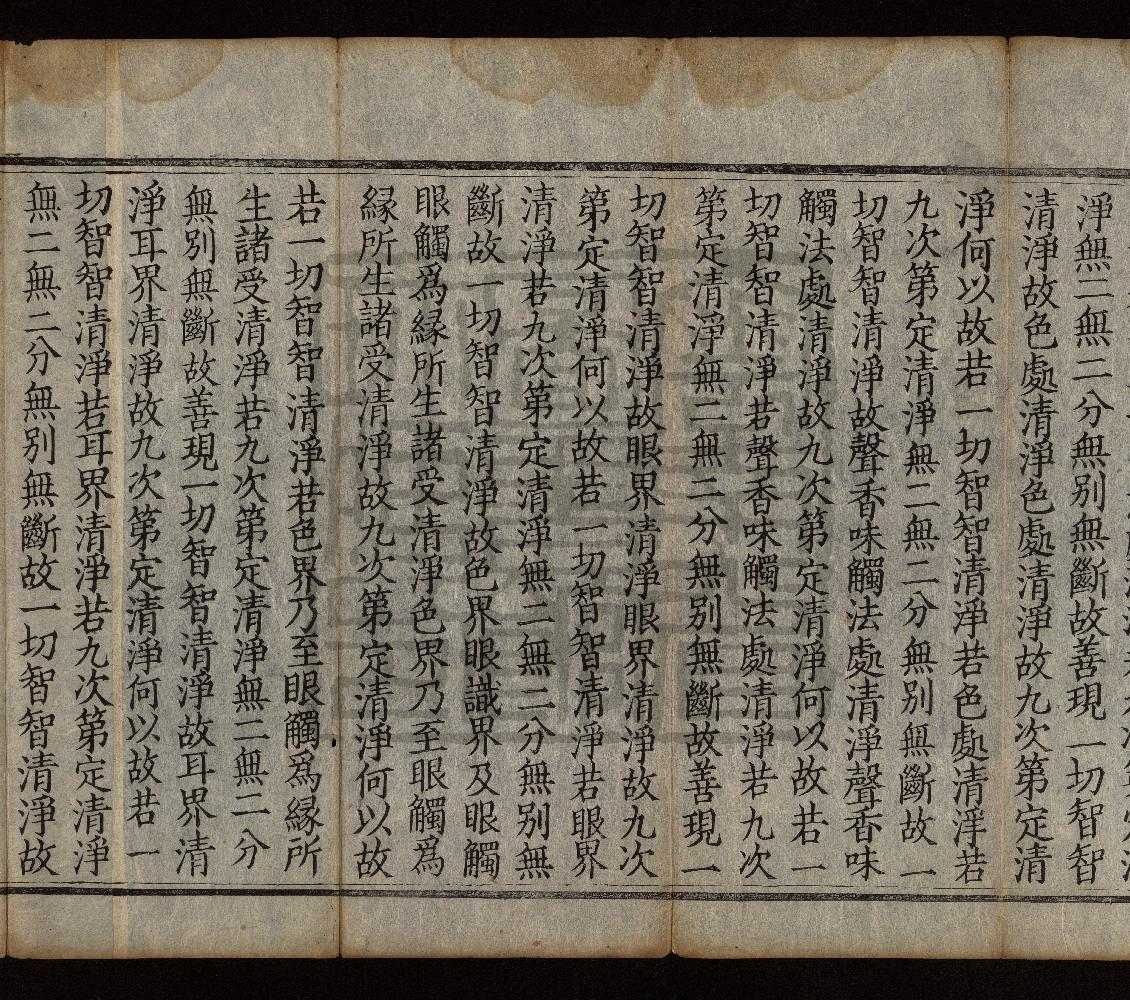 淨無二無二分無別無斷故善現一切智智
清淨故色處清淨色處清淨故九次第定清
淨何以故若一切智智清淨若色處清淨若
九次第定清淨無二無二分無別無斷故一
切智智清淨故聲香味觸法處清淨聲香味
觸法處清淨故九次第定清淨何以故若一
切智智清淨若聲香味觸法處清淨若九次
第定清淨無二無二分無別無斷故善現一
切智智清淨故眼界清淨眼界清淨故九次
第定清淨何以故若一切智智清淨若眼界
清淨若九次第定清淨無二無二分無別無
斷故一切智智清淨故色界眼識界及眼觸
眼觸爲緣所生諸受清淨色界乃至眼觸爲
緣所生諸受清淨故九次第定清淨何以故
若一切智智清淨若色界乃至眼觸爲緣所
生諸受清淨若九次第定清淨無二無二分
無別無斷故善現一切智智清淨故耳界清
淨耳界清淨故九次第定清淨何以故若一
切智智清淨若耳界清淨若九次第定清淨
無二無二分無別無斷故一切智智清淨故